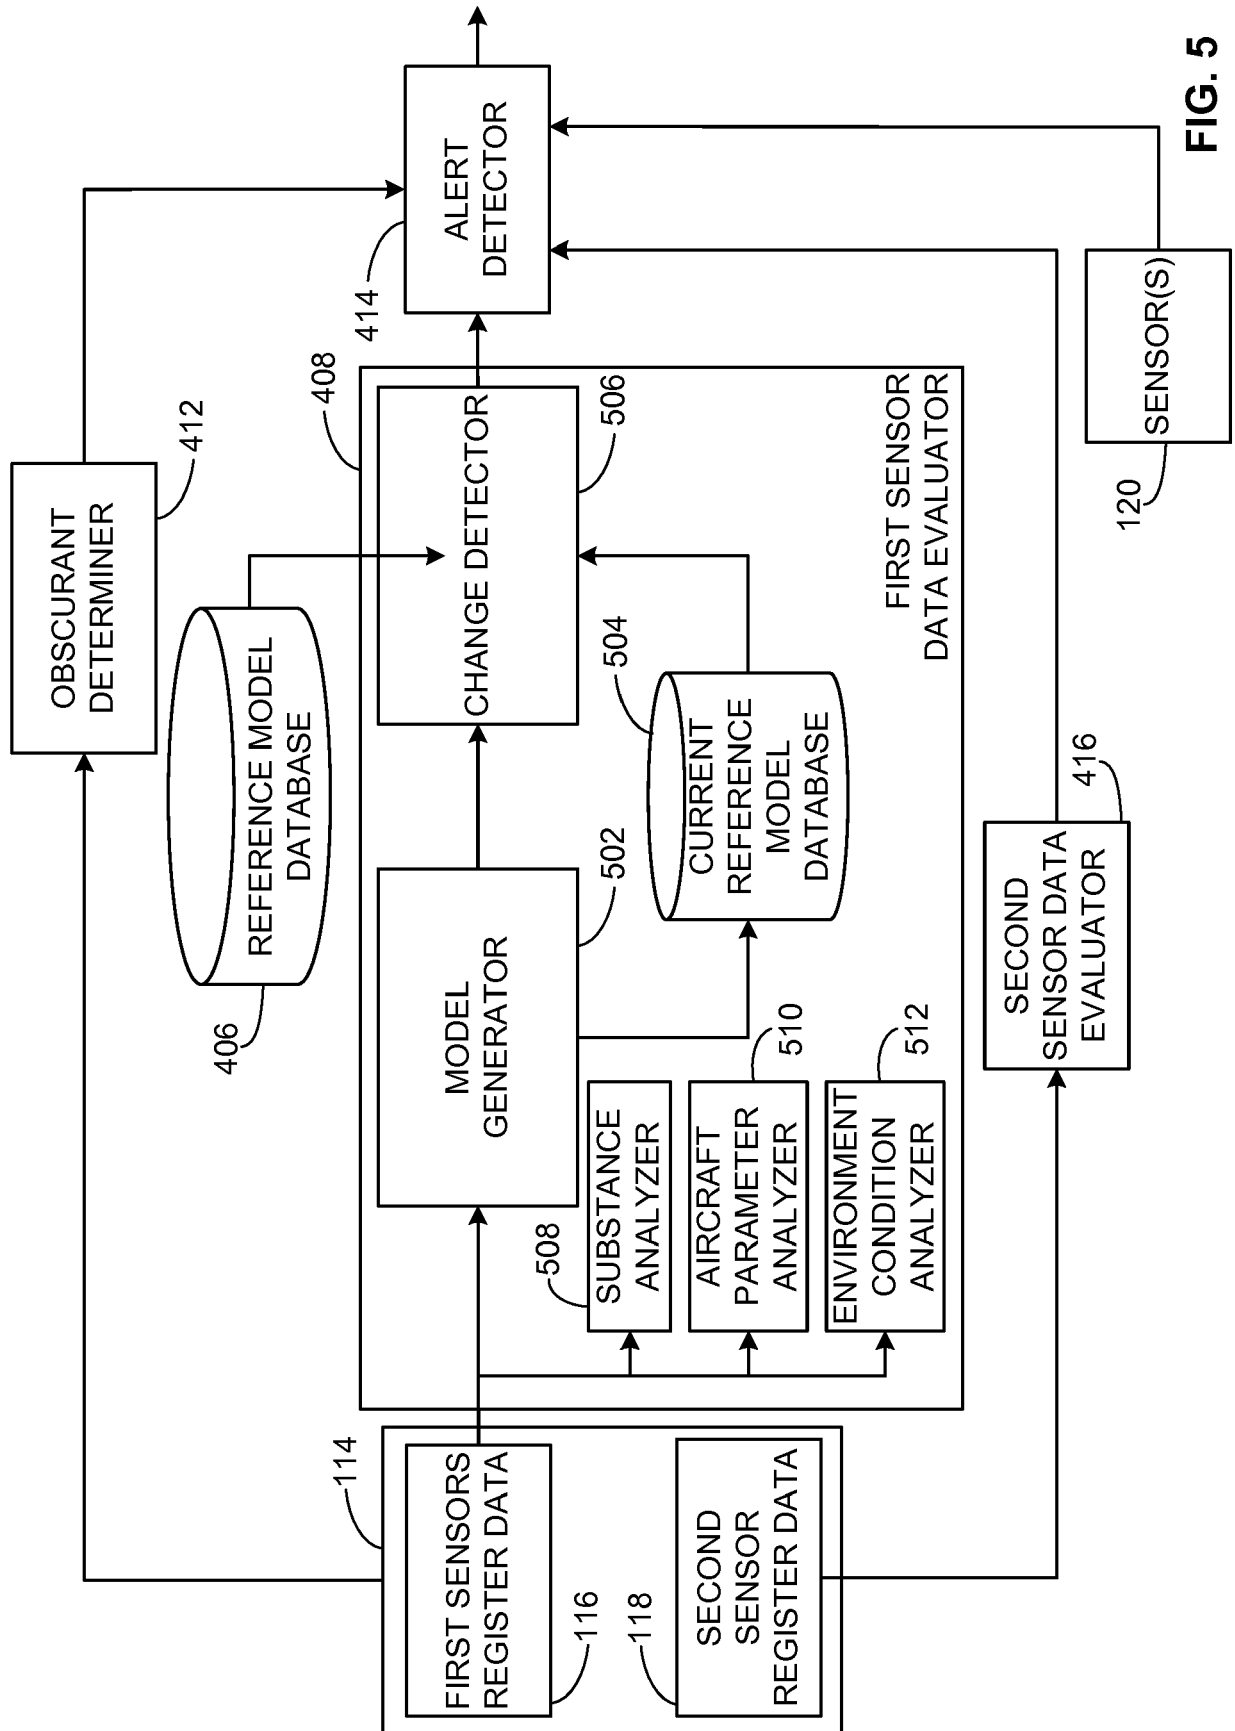 114
FIRST SENSORS
REGISTER DATA
116
118
SECOND
SENSOR
REGISTER DATA
OBSCURANT
DETERMINER
412
REFERENCE MODEL
DATABASE
406
408
MODEL
GENERATOR
502
CHANGE DETECTOR
506
CURRENT
REFERENCE
MODEL
DATABASE
504
508
SUBSTANCE
ANALYZER
AIRCRAFT
PARAMETER
ANALYZER
510
ENVIRONMENT
CONDITION
ANALYZER
512
FIRST SENSOR
DATA EVALUATOR
414
ALERT
DETECTOR
SECOND
SENSOR DATA
EVALUATOR
416
120
SENSOR(S)
FIG. 5